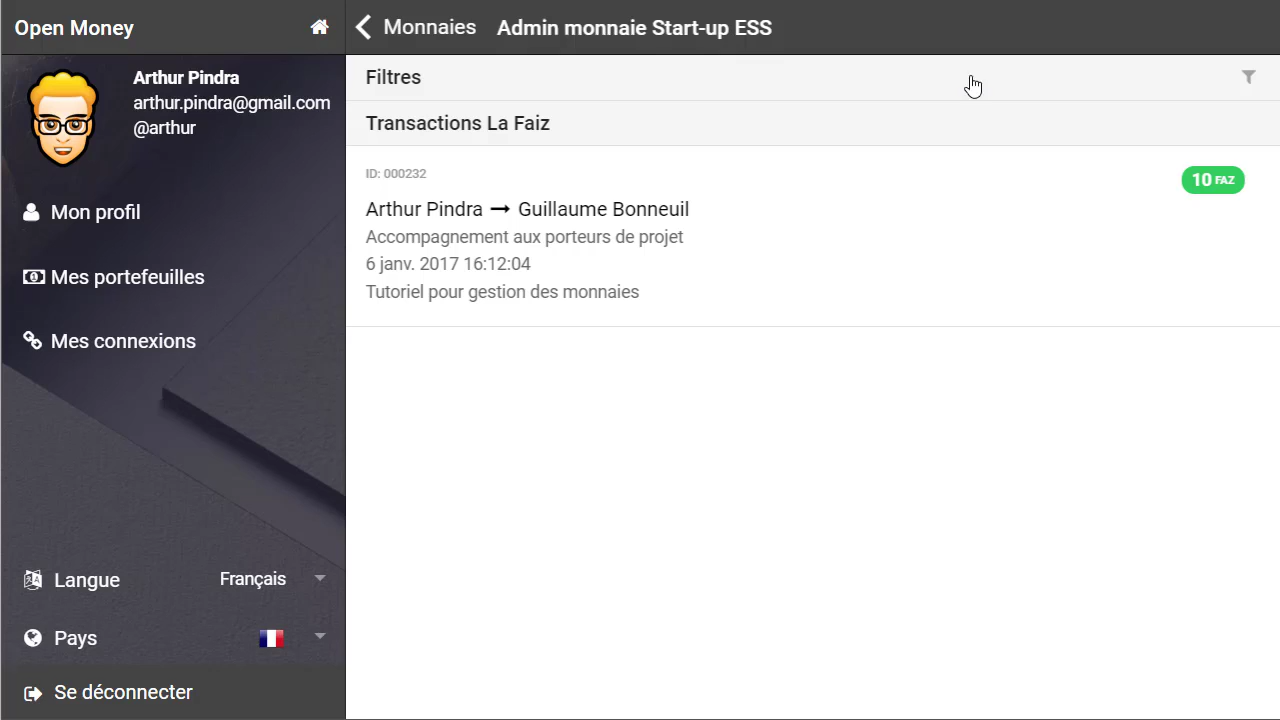 Open Money
Arthur Pindra
arthur.pindra@gmail.com
@arthur
Mon profil
Mes portefeuilles
Mes connexions
Langue Français
Pays
Se déconnecter
Monnaies Admin monnaie Start-up ESS
Filtres
Transactions La Faiz
ID: 000232
10 FAZ
Arthur Pindra → Guillaume Bonneuil
Accompagnement aux porteurs de projet
6 janv. 2017 16:12:04
Tutoriel pour gestion des monnaies